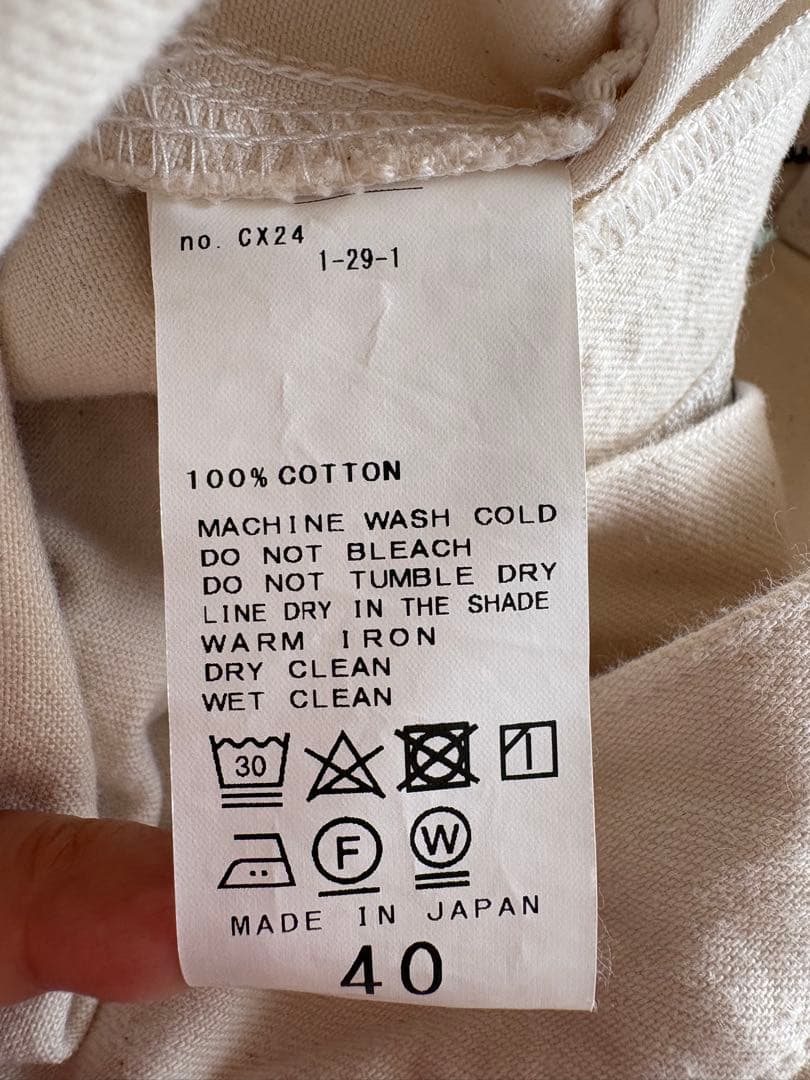 no. CX24
1-29-1
100% COTTON
MACHINE WASH COLD
DO NOT BLEACH
DO NOT TUMBLE DRY
LINE DRY IN THE SHADE
WARM IRON
DRY CLEAN
WET CLEAN
30
F W
MADE IN JAPAN
40